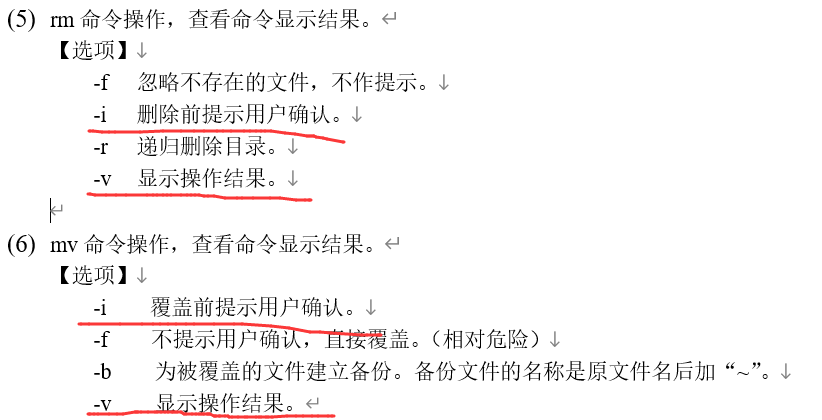 (5) rm 命令操作，查看命令显示结果。↵
【选项】↓
-f 忽略不存在的文件，不作提示。↓
-i 删除前提示用户确认。↓
-r 递归删除目录。↓
-v 显示操作结果。↓
↵
(6) mv 命令操作，查看命令显示结果。↵
【选项】↓
-i 覆盖前提示用户确认。↓
-f 不提示用户确认，直接覆盖。（相对危险）↓
-b 为被覆盖的文件建立备份。备份文件的名称是原文件名后加“~”。↓
-v 显示操作结果。↵